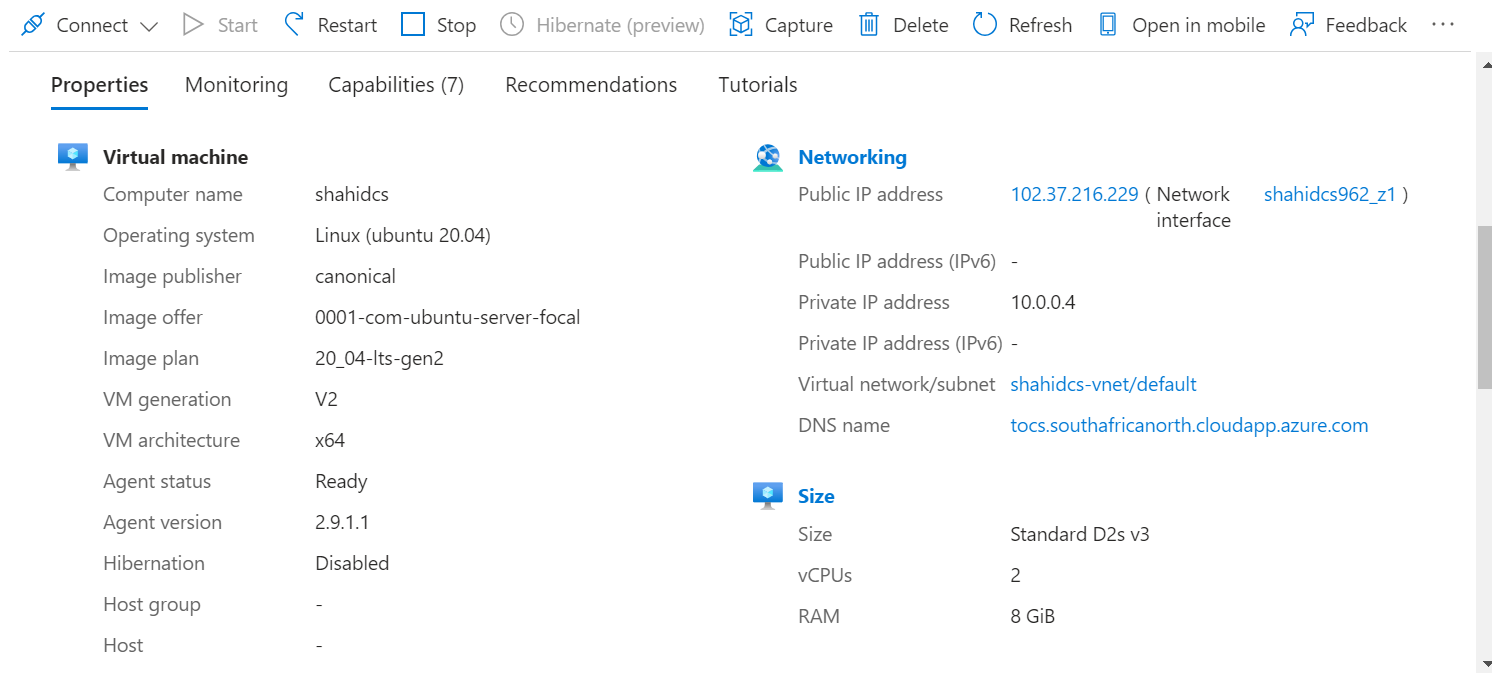 Connect Start Restart Stop Hibernate (preview) Capture Delete Refresh Open in mobile Feedback ...
Properties Monitoring Capabilities (7) Recommendations Tutorials
Virtual machine
Computer name shahidcs
Operating system Linux (ubuntu 20.04)
Image publisher canonical
Image offer 0001-com-ubuntu-server-focal
Image plan 20_04-lts-gen2
VM generation V2
VM architecture x64
Agent status Ready
Agent version 2.9.1.1
Hibernation Disabled
Host group -
Host -
Networking
Public IP address 102.37.216.229 ( Network shahidcs962_z1 )
interface
Public IP address (IPv6) -
Private IP address 10.0.0.4
Private IP address (IPv6) -
Virtual network/subnet shahidcs-vnet/default
DNS name tocs.southafricanorth.cloudapp.azure.com
Size
Size Standard D2s v3
vCPUs 2
RAM 8 GiB